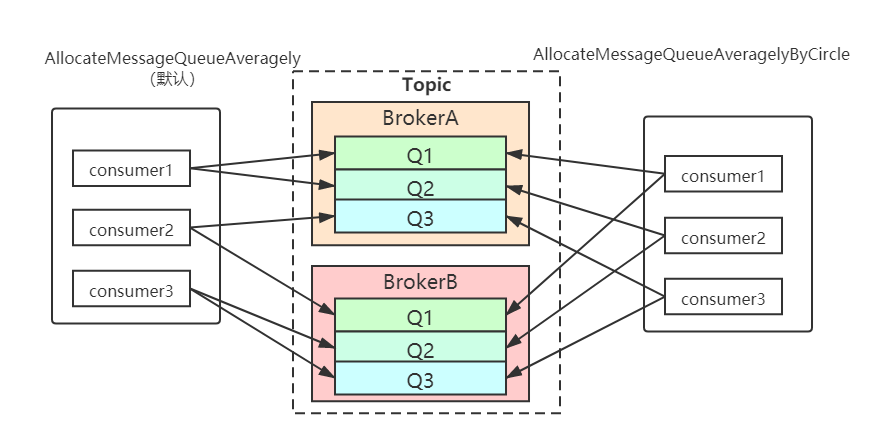 AllocateMessageQueueAveragely
（默认）
consumer1
consumer2
consumer3
Topic
BrokerA
Q1
Q2
Q3
BrokerB
Q1
Q2
Q3
AllocateMessageQueueAveragelyByCircle
consumer1
consumer2
consumer3